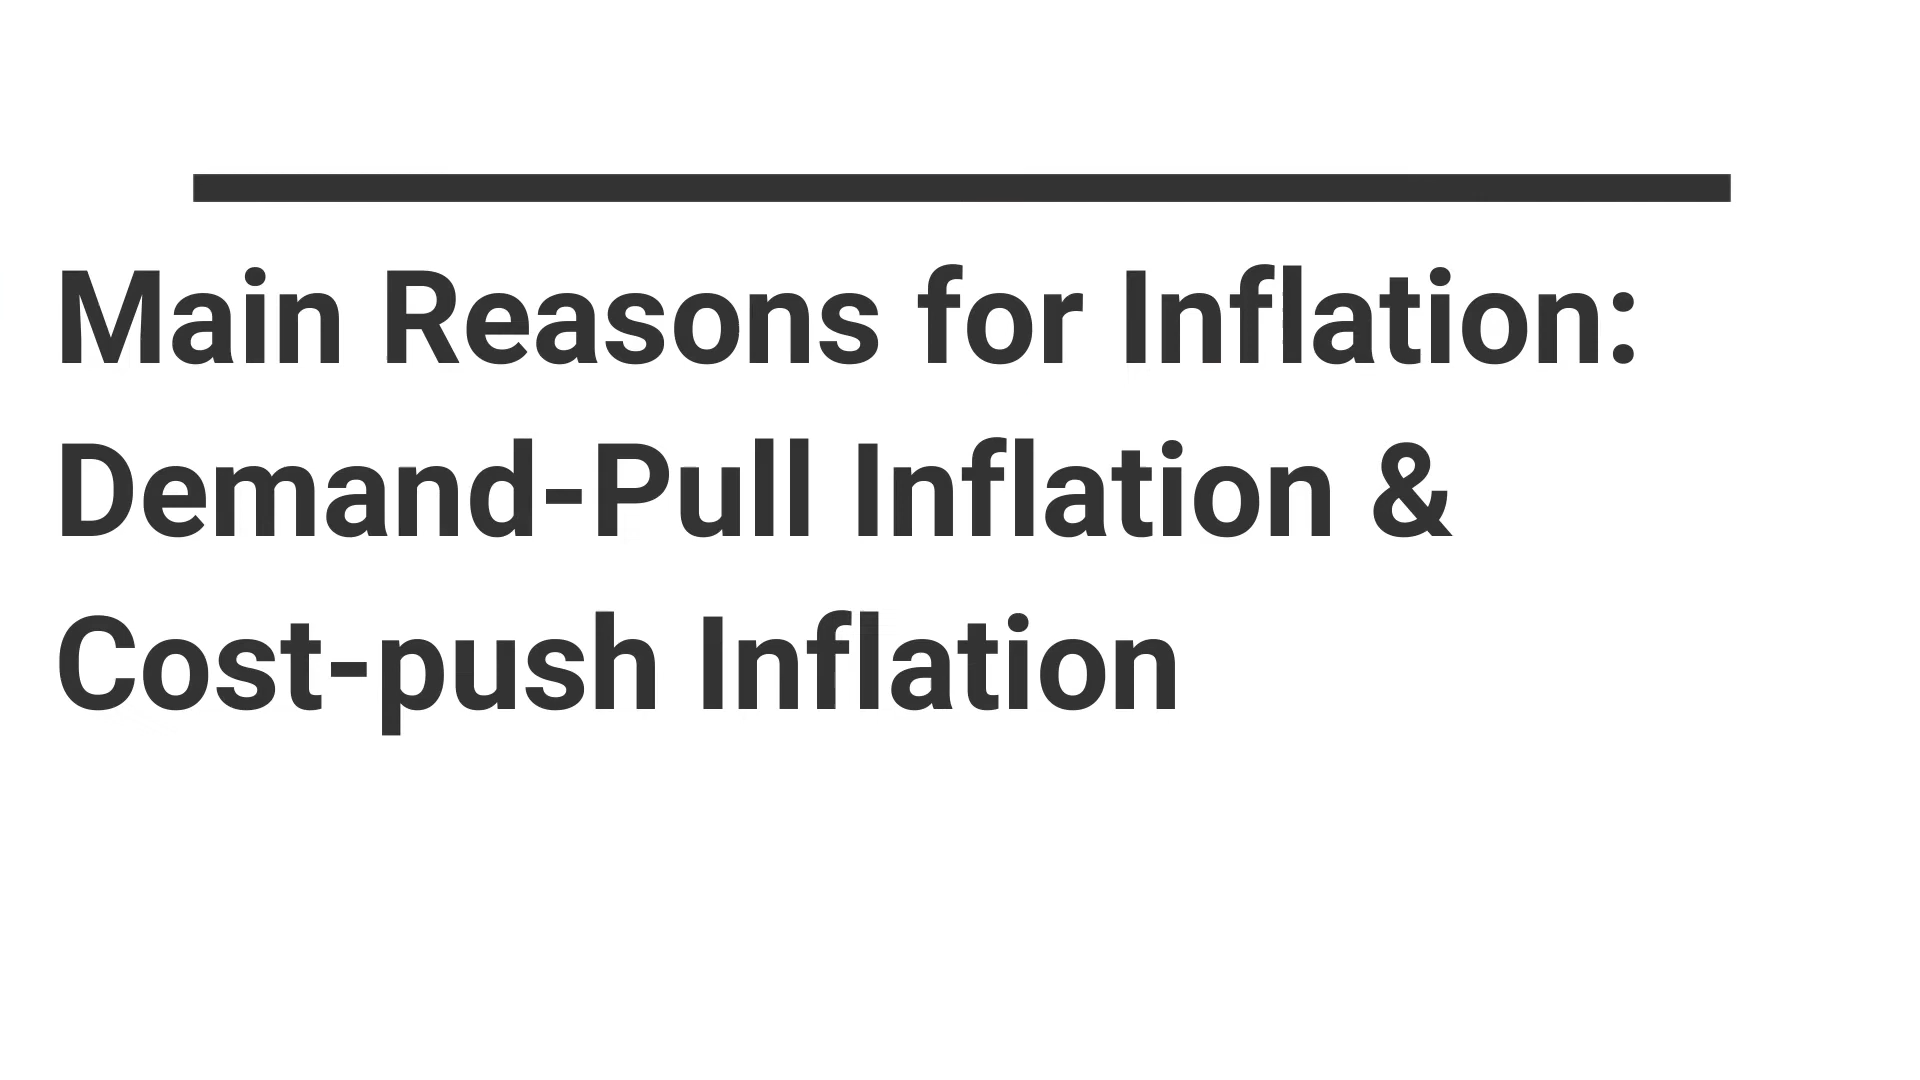 Main Reasons for Inflation:
Demand-Pull Inflation &
Cost-push Inflation